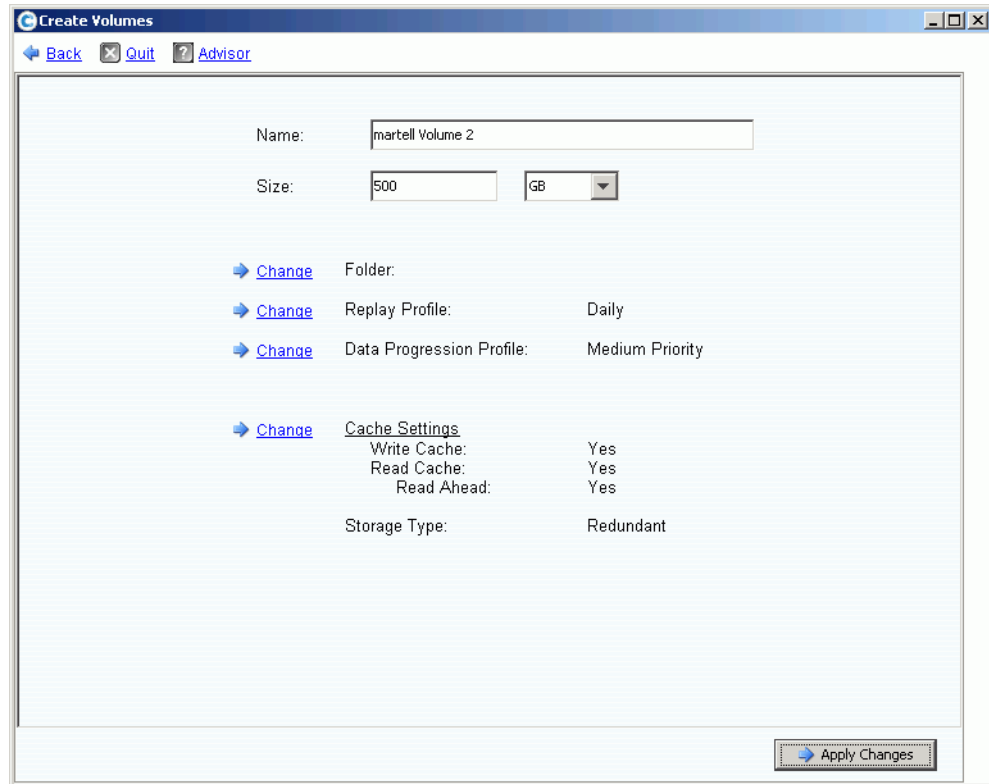 Create Volumes
Back Quit Advisor
Name: martell Volume 2
Size: 500 GB
Change Folder:
Change Replay Profile: Daily
Change Data Progression Profile: Medium Priority
Change Cache Settings
Write Cache: Yes
Read Cache: Yes
Read Ahead: Yes
Storage Type: Redundant
Apply Changes